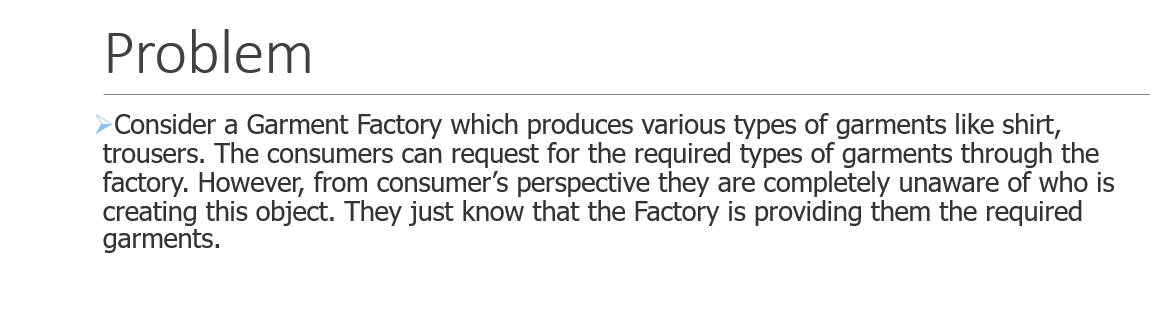 Problem
➢Consider a Garment Factory which produces various types of garments like shirt,
trousers. The consumers can request for the required types of garments through the
factory. However, from consumer’s perspective they are completely unaware of who is
creating this object. They just know that the Factory is providing them the required
garments.